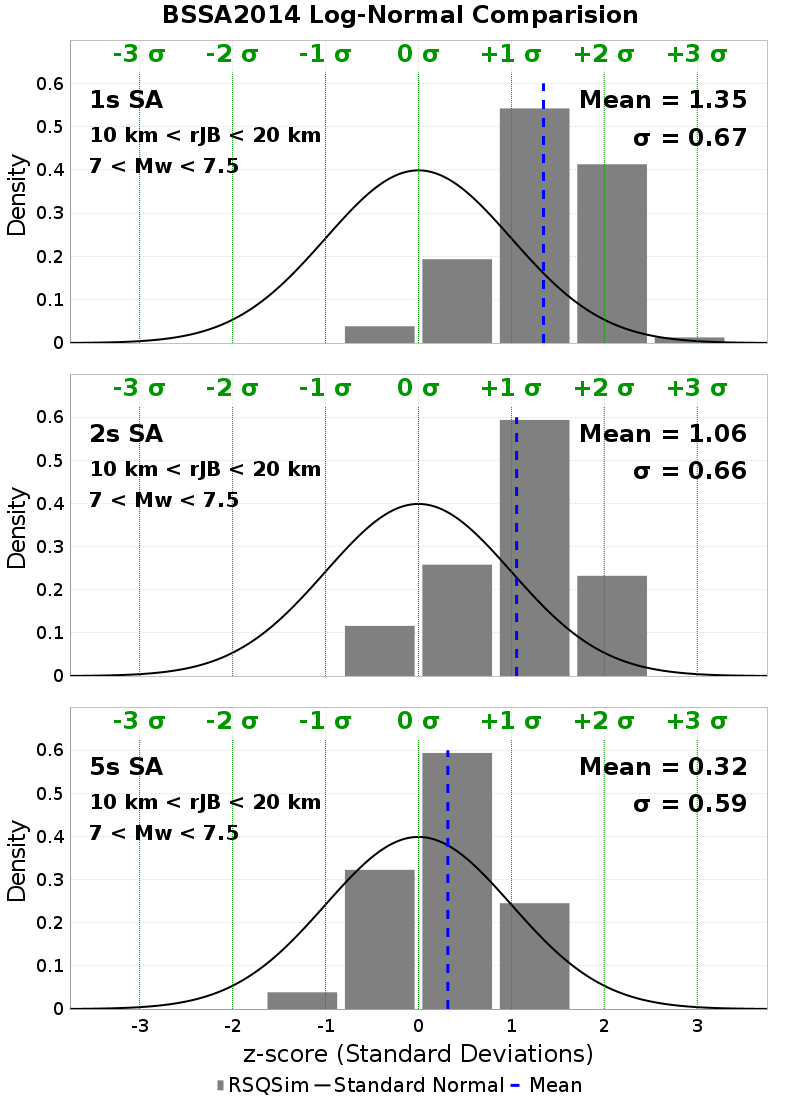 BSSA2014 Log-Normal Comparision
-3 σ -2 σ -1 σ 0 σ +1 σ +2 σ +3 σ
1s SA
Mean = 1.35
10 km < rJB < 20 km
σ = 0.67
7 < Mw < 7.5
Density
0.6
0.5
0.4
0.3
0.2
0.1
0
-3 σ -2 σ -1 σ 0 σ +1 σ +2 σ +3 σ
2s SA
Mean = 1.06
10 km < rJB < 20 km
σ = 0.66
7 < Mw < 7.5
Density
0.6
0.5
0.4
0.3
0.2
0.1
0
-3 σ -2 σ -1 σ 0 σ +1 σ +2 σ +3 σ
5s SA
Mean = 0.32
10 km < rJB < 20 km
σ = 0.59
7 < Mw < 7.5
Density
0.6
0.5
0.4
0.3
0.2
0.1
0
-3 -2 -1 0 1 2 3
z-score (Standard Deviations)
RSQSim Standard Normal Mean